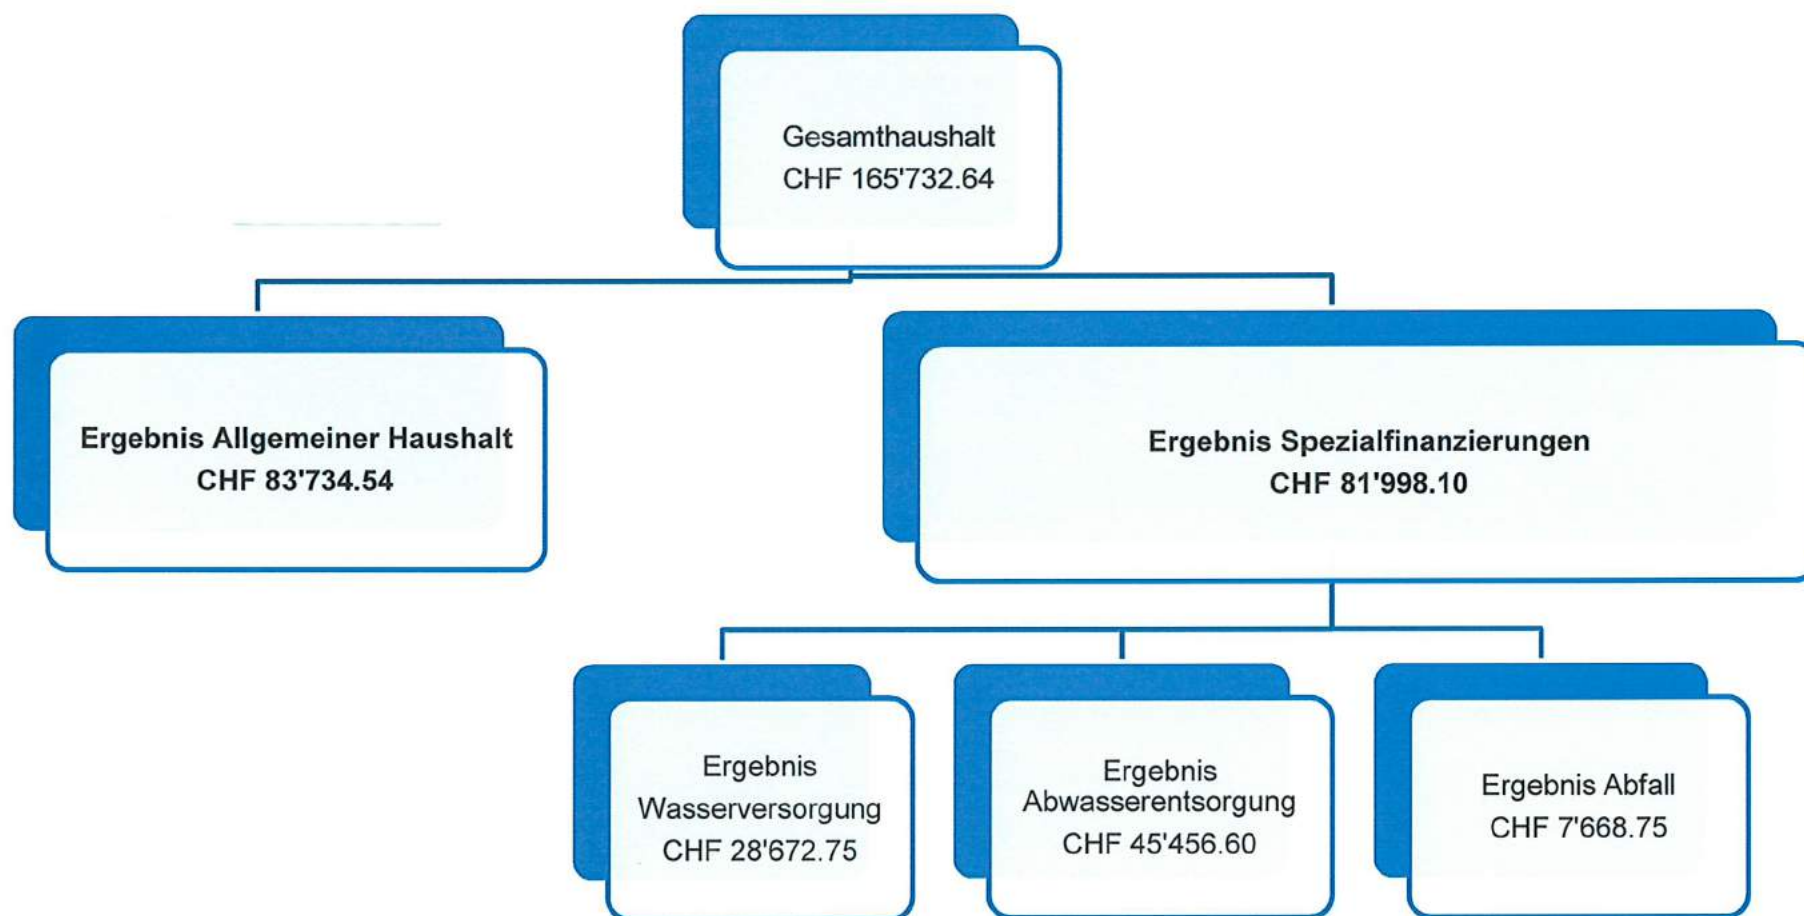 Gesamthaushalt
CHF 165'732.64
Ergebnis Allgemeiner Haushalt
CHF 83'734.54
Ergebnis Spezialfinanzierungen
CHF 81'998.10
Ergebnis
Wasserversorgung
CHF 28'672.75
Ergebnis
Abwasserentsorgung
CHF 45'456.60
Ergebnis Abfall
CHF 7'668.75